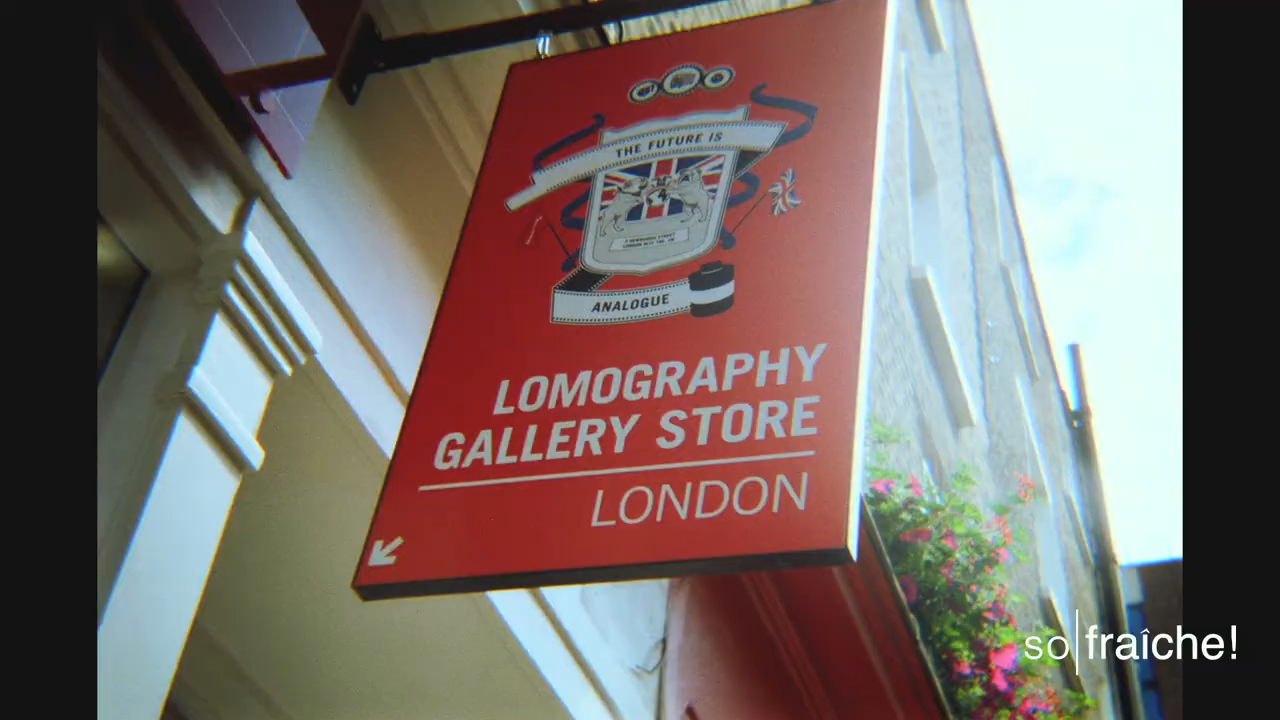 THE FUTURE IS
ANALOGUE
LOMOGRAPHY
GALLERY STORE
LONDON
so|fraîche!